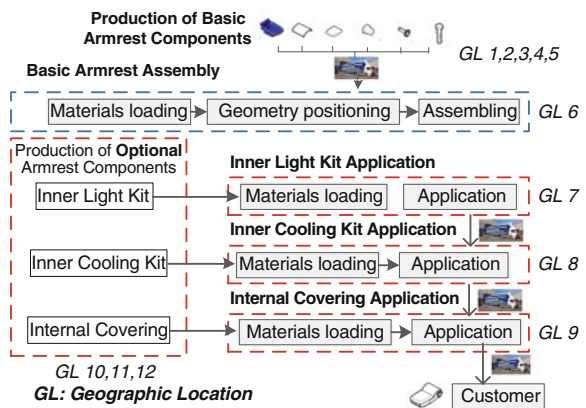 Production of Basic
Armrest Components
GL 1,2,3,4,5
Basic Armrest Assembly
Materials loading
Geometry positioning
Assembling
GL 6
Production of Optional
Armrest Components
Inner Light Kit Application
Inner Light Kit
Materials loading
Application
GL 7
Inner Cooling Kit Application
Inner Cooling Kit
Materials loading
Application
GL 8
Internal Covering Application
Internal Covering
Materials loading
Application
GL 9
GL 10,11,12
GL: Geographic Location
Customer